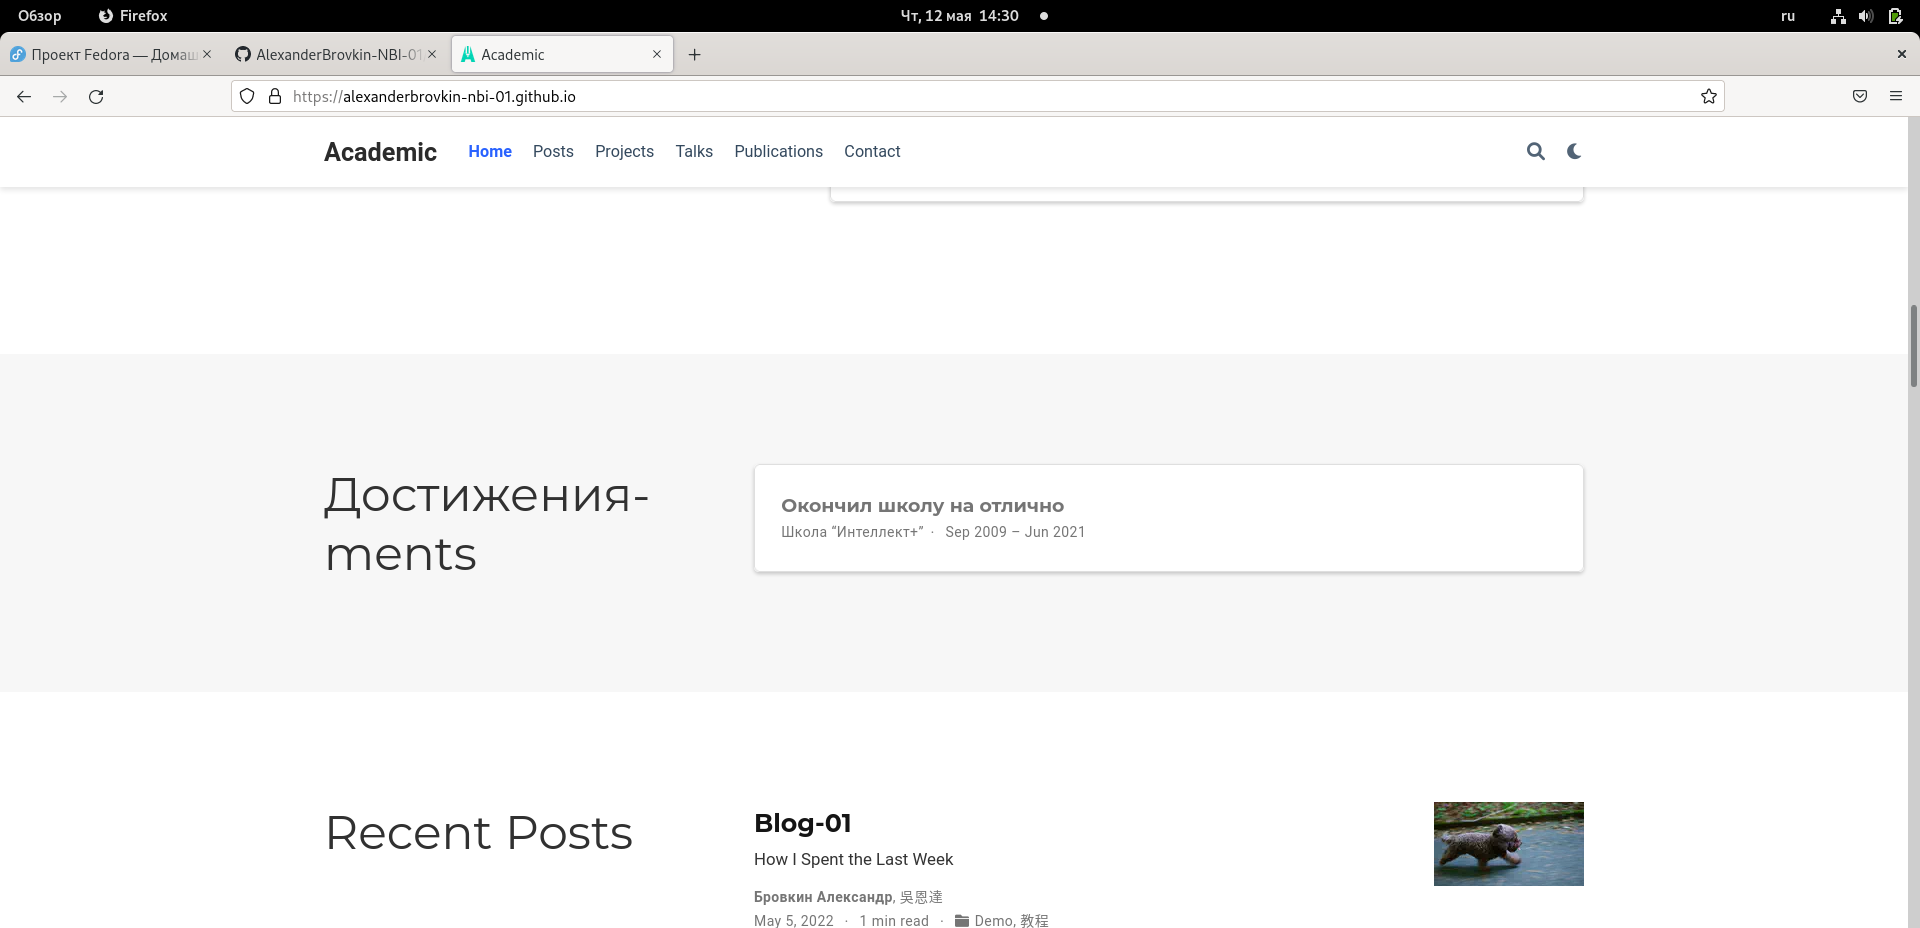 Обзор Firefox Чт, 12 мая 14:30 ru
Проект Fedora — Домаш AlexanderBrovkin-NBI-01 Academic
https://alexanderbrovkin-nbi-01.github.io
Academic Home Posts Projects Talks Publications Contact
Достижения-
ments
Окончил школу на отлично
Школа “Интеллект+” · Sep 2009 – Jun 2021
Recent Posts
Blog-01
How I Spent the Last Week
Бровкин Александр, 吳恩達
May 5, 2022 · 1 min read · Demo, 教程